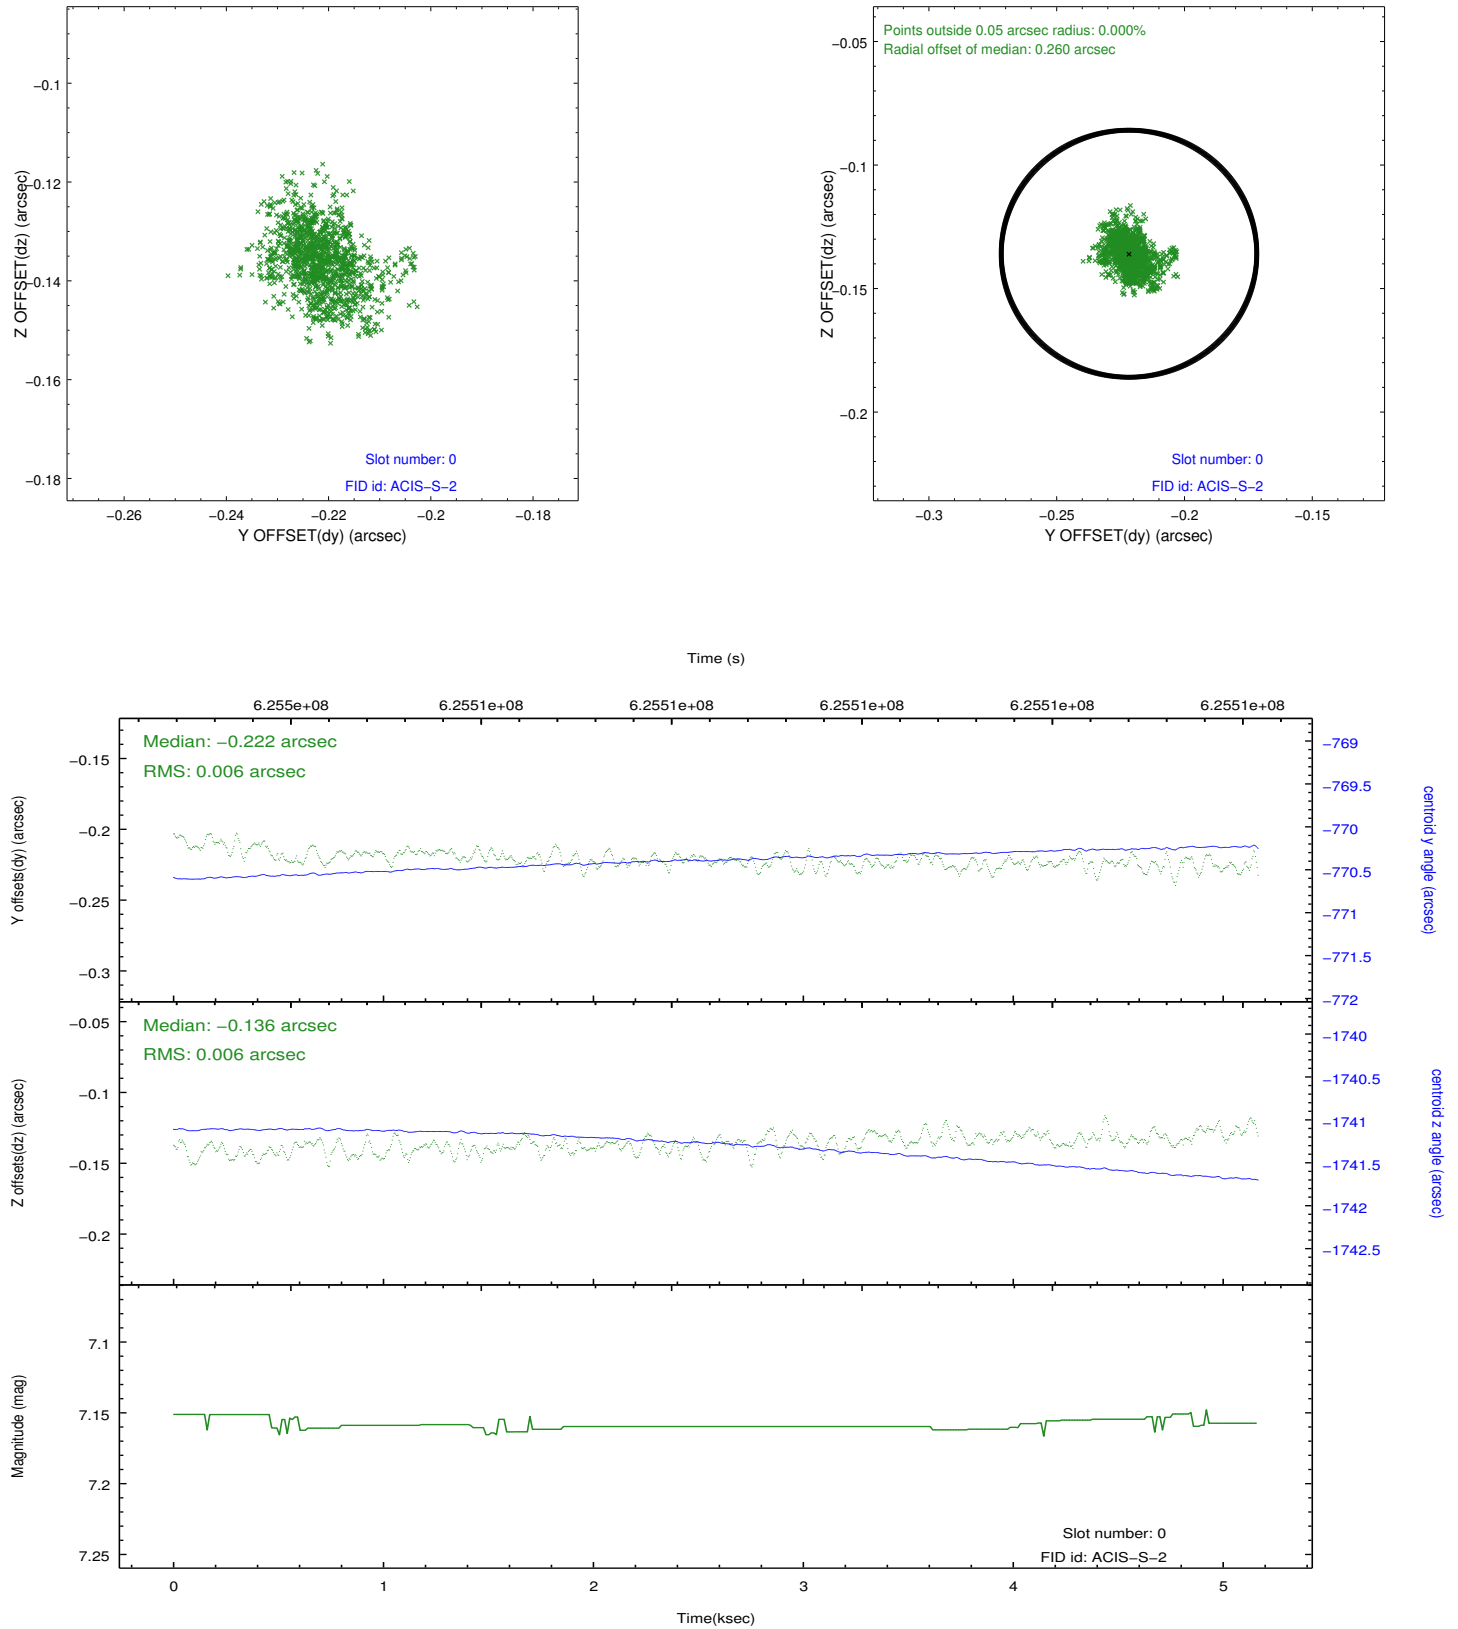 −0.1
−0.12
−0.14
−0.16
−0.18
Z OFFSET(dz) (arcsec)
Slot number: 0
FID id: ACIS−S−2
−0.26 −0.24 −0.22 −0.2 −0.18
Y OFFSET(dy) (arcsec)
Points outside 0.05 arcsec radius: 0.000%
Radial offset of median: 0.260 arcsec
−0.05
−0.1
−0.15
−0.2
Z OFFSET(dz) (arcsec)
Slot number: 0
FID id: ACIS−S−2
−0.3 −0.25 −0.2 −0.15
Y OFFSET(dy) (arcsec)
Time (s)
6.255e+08 6.2551e+08 6.2551e+08 6.2551e+08 6.2551e+08 6.2551e+08
Median: −0.222 arcsec
RMS: 0.006 arcsec
−0.15
−0.2
−0.25
−0.3
Y offsets(dy) (arcsec)
−769
−769.5
−770
−770.5
−771
−771.5
−772
centroid y angle (arcsec)
Median: −0.136 arcsec
RMS: 0.006 arcsec
−0.05
−0.1
−0.15
−0.2
Z offsets(dz) (arcsec)
−1740
−1740.5
−1741
−1741.5
−1742
−1742.5
centroid z angle (arcsec)
7.1
7.15
7.2
7.25
Magnitude (mag)
Slot number: 0
FID id: ACIS−S−2
0 1 2 3 4 5
Time(ksec)